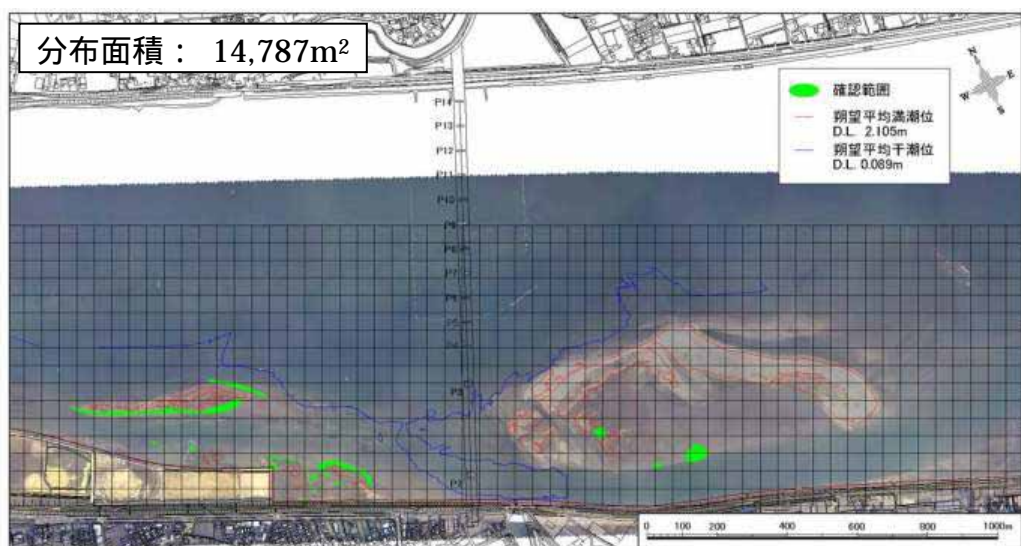 分布面積： 14,787m²
N
E
W
S
確認範囲
朔望平均満潮位
D.L. 2.105m
朔望平均干潮位
D.L. 0.089m
P14
P13
P12
P11
P10
P9
P8
P7
P6
P5
P4
P3
P2
0 100 200 400 600 800 1000m